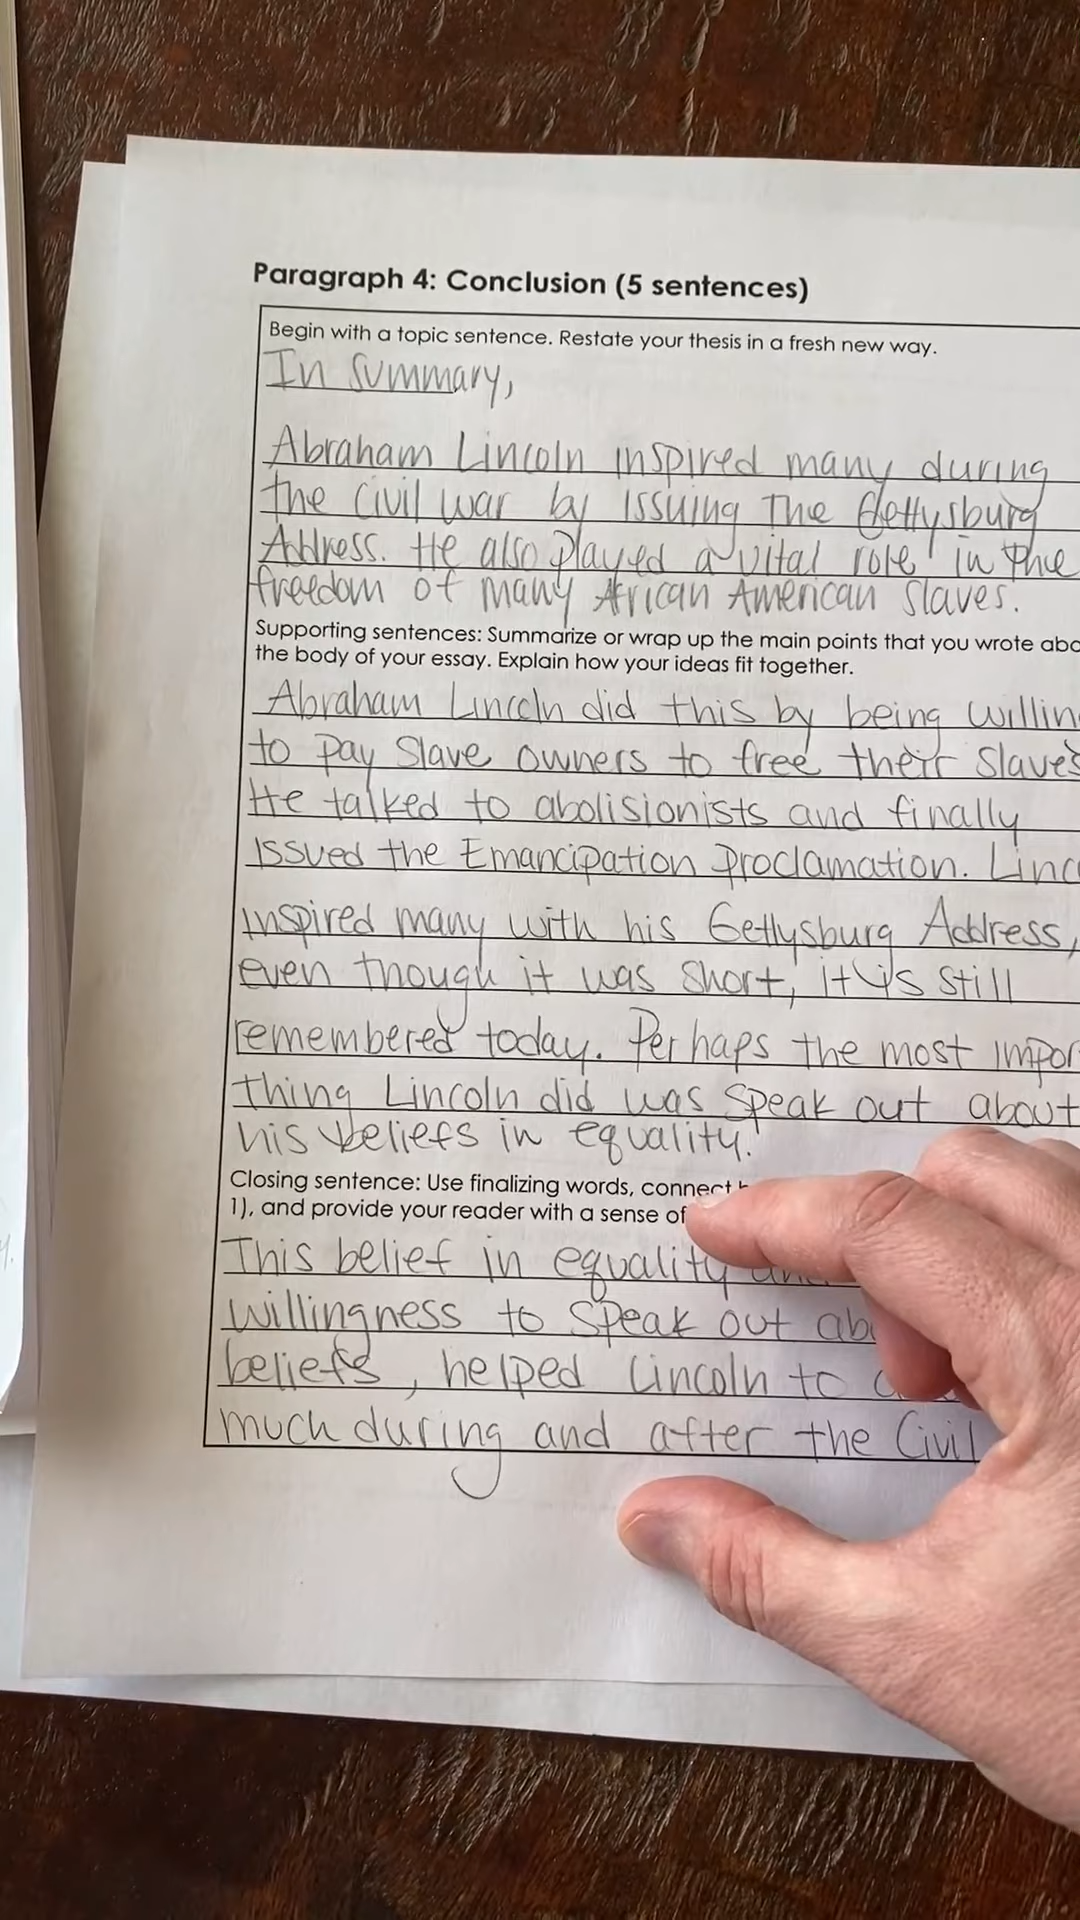 Paragraph 4: Conclusion (5 sentences)
Begin with a topic sentence. Restate your thesis in a fresh new way.
In summary,
Abraham Lincoln inspired many during
the civil war by issuing The Gettysburg
Address. He also played a vital role in the
freedom of many African American slaves.
Supporting sentences: Summarize or wrap up the main points that you wrote
the body of your essay. Explain how your ideas fit together.
Abraham Lincoln did this by being
to pay slave owners to free their slaves
He talked to abolisionists and finally
issued the Emancipation Proclamation.
inspired many with his Gettysburg Address,
even though it was short, it is still
remembered today. Perhaps the most
thing Lincoln did was speak out about
his beliefs in equality.
Closing sentence: Use finalizing words, connect
1), and provide your reader with a sense of
This belief in equality
willingness to speak out
beliefs, helped Lincoln to
much during and after the Civil